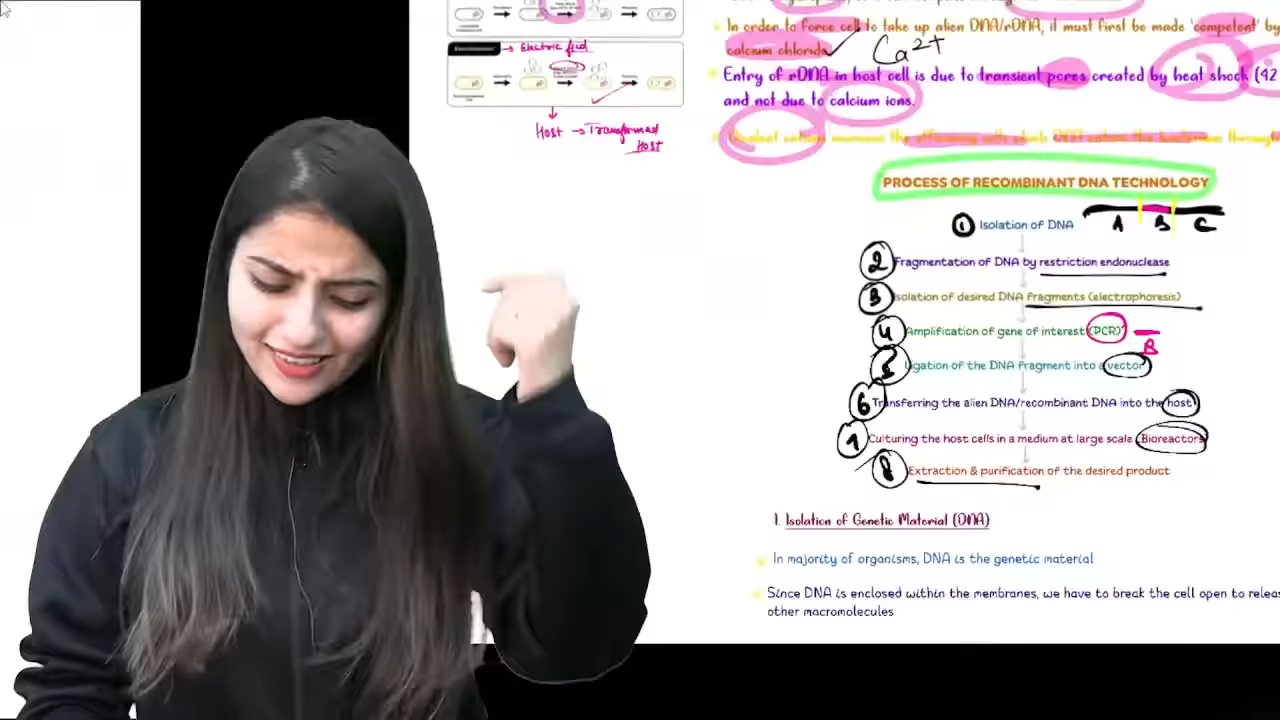 Electric field
Host → Transformed
Host
In order to force cell to take up alien DNA/rDNA, it must first be made 'competent' by
calcium chloride
Ca2+
Entry of rDNA in host cell is due to transient pores created by heat shock (42
and not due to calcium ions.
PROCESS OF RECOMBINANT DNA TECHNOLOGY
1 Isolation of DNA
A B C
2 Fragmentation of DNA by restriction endonuclease
3 Isolation of desired DNA fragments (electrophoresis)
4 Amplification of gene of interest (PCR)
B
5 Ligation of the DNA fragment into a vector
6 Transferring the alien DNA/recombinant DNA into the host
7 Culturing the host cells in a medium at large scale (Bioreactors
8 Extraction & purification of the desired product
1. Isolation of Genetic Material (DNA)
In majority of organisms, DNA is the genetic material
Since DNA is enclosed within the membranes, we have to break the cell open to relea
other macromolecules